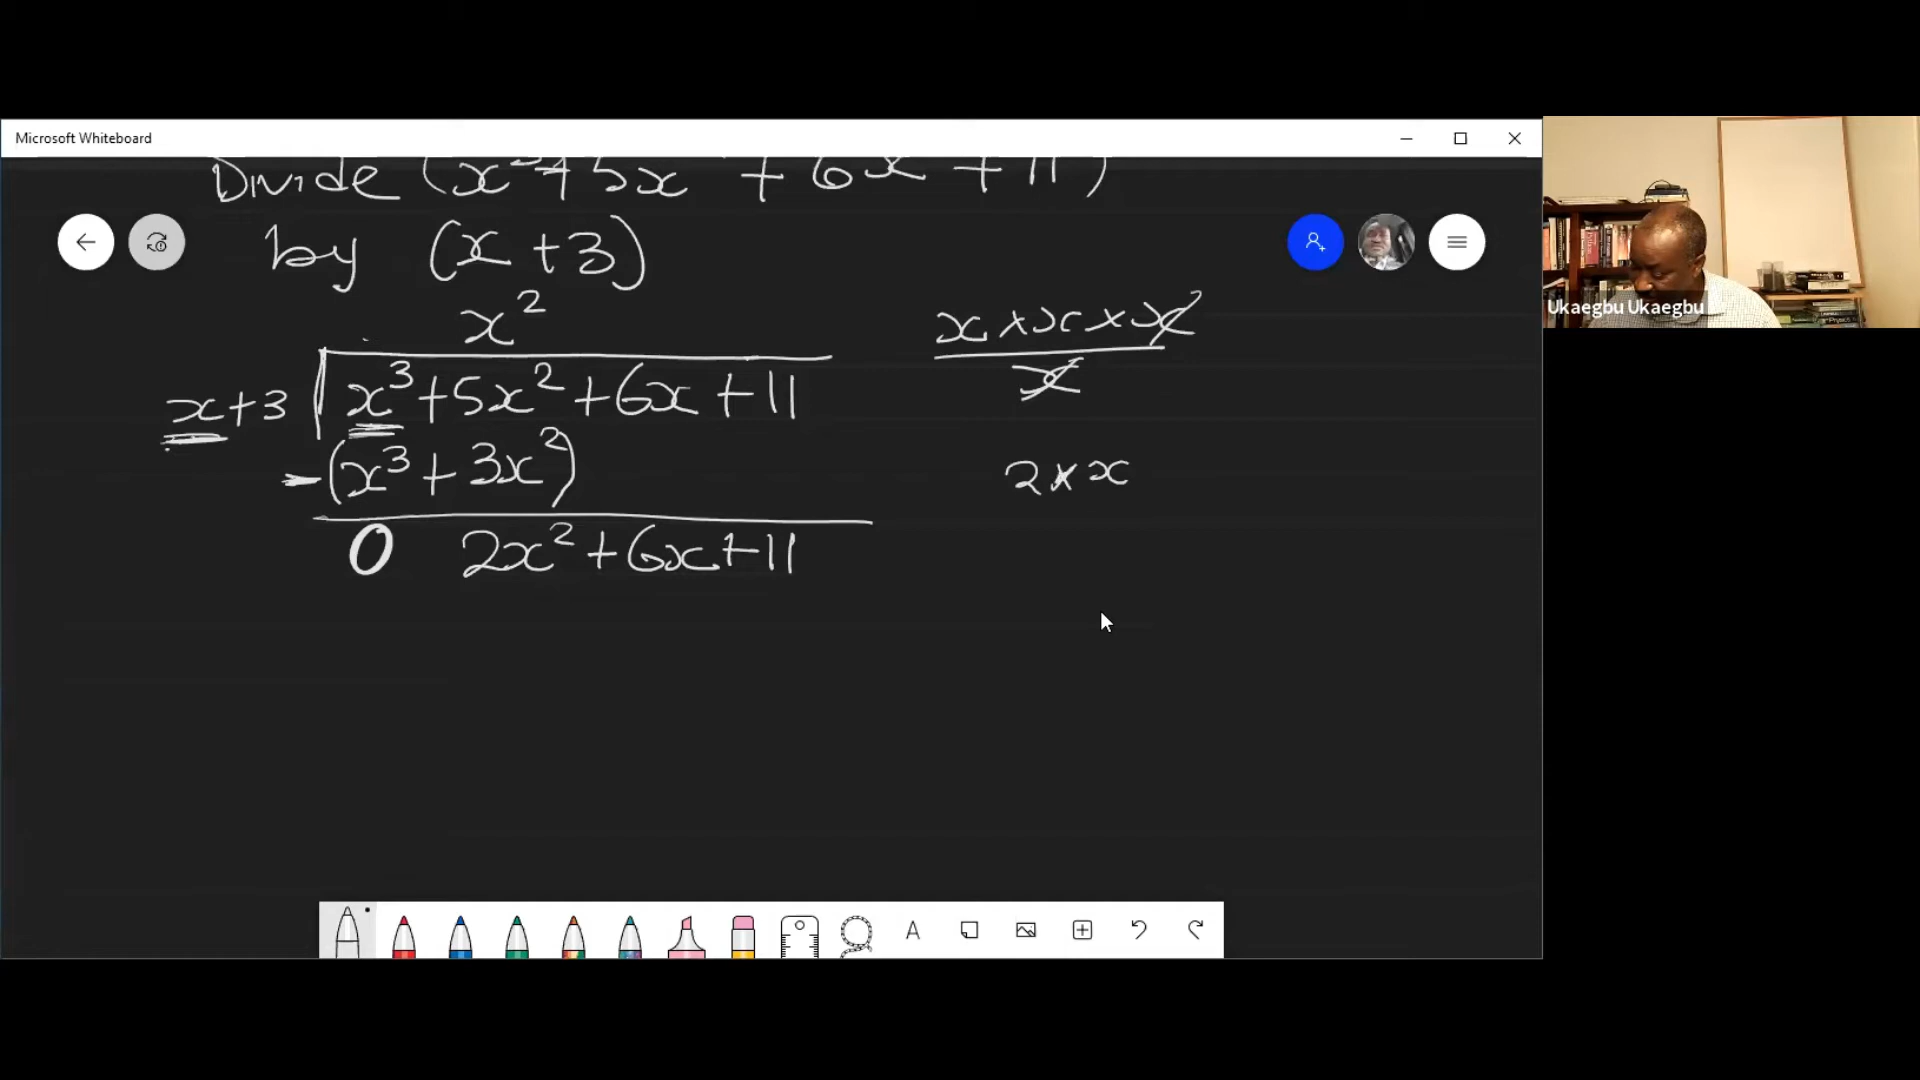 Microsoft Whiteboard
Divide (x³+5x² + 6x + 11)
by (x+3)
x²
x+3 x³+5x²+6x+11
-(x³+3x²)
0 2x²+6x+11
x×x×x
x
2×x
Ukaegbu Ukaegbu
A